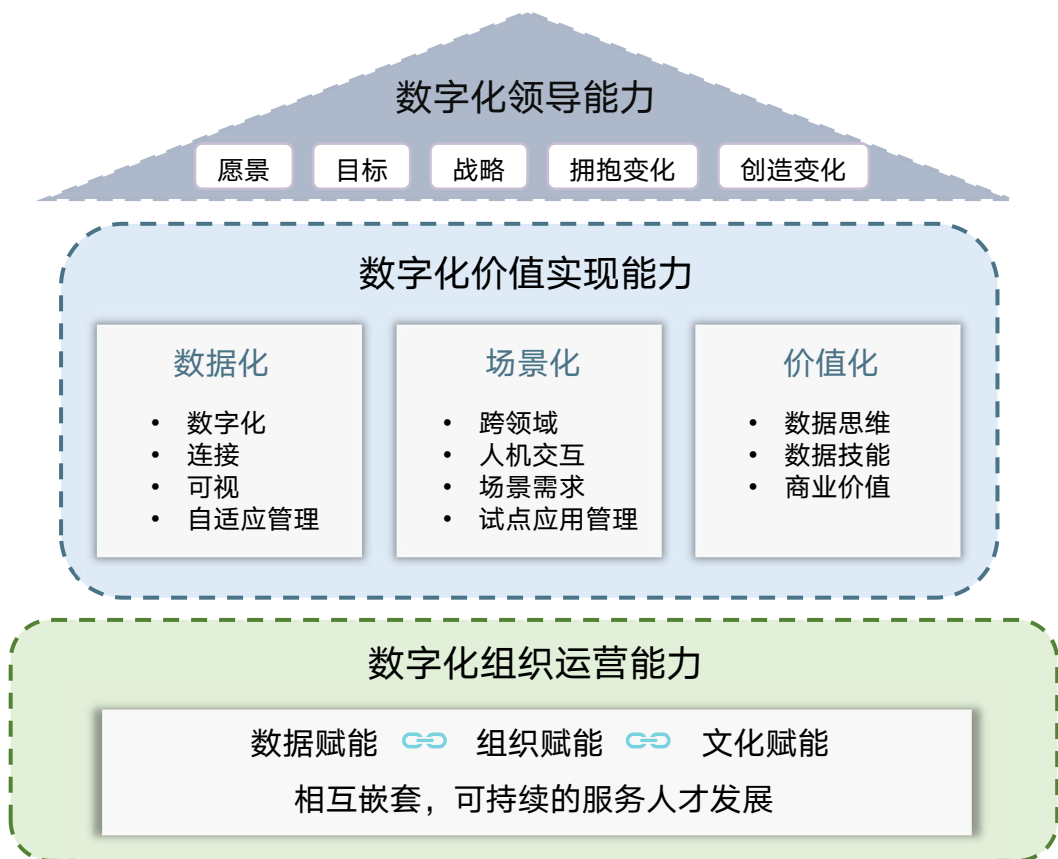 数字化领导能力
愿景 目标 战略 拥抱变化 创造变化
数字化价值实现能力
数据化
• 数字化
• 连接
• 可视
• 自适应管理
场景化
• 跨领域
• 人机交互
• 场景需求
• 试点应用管理
价值化
• 数据思维
• 数据技能
• 商业价值
数字化组织运营能力
数据赋能 组织赋能 文化赋能
相互嵌套，可持续的服务人才发展